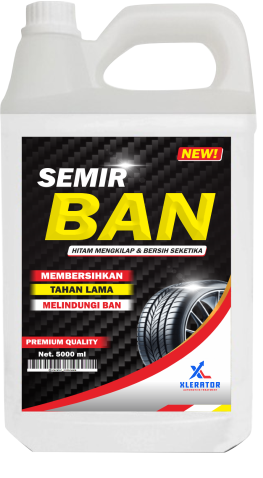 NEW!
SEMIR
BAN
HITAM MENGKILAP & BERSIH SEKETIKA
MEMBERSIHKAN
TAHAN LAMA
MELINDUNGI BAN
PREMIUM QUALITY
Net. 5000 ml
XLERATOR